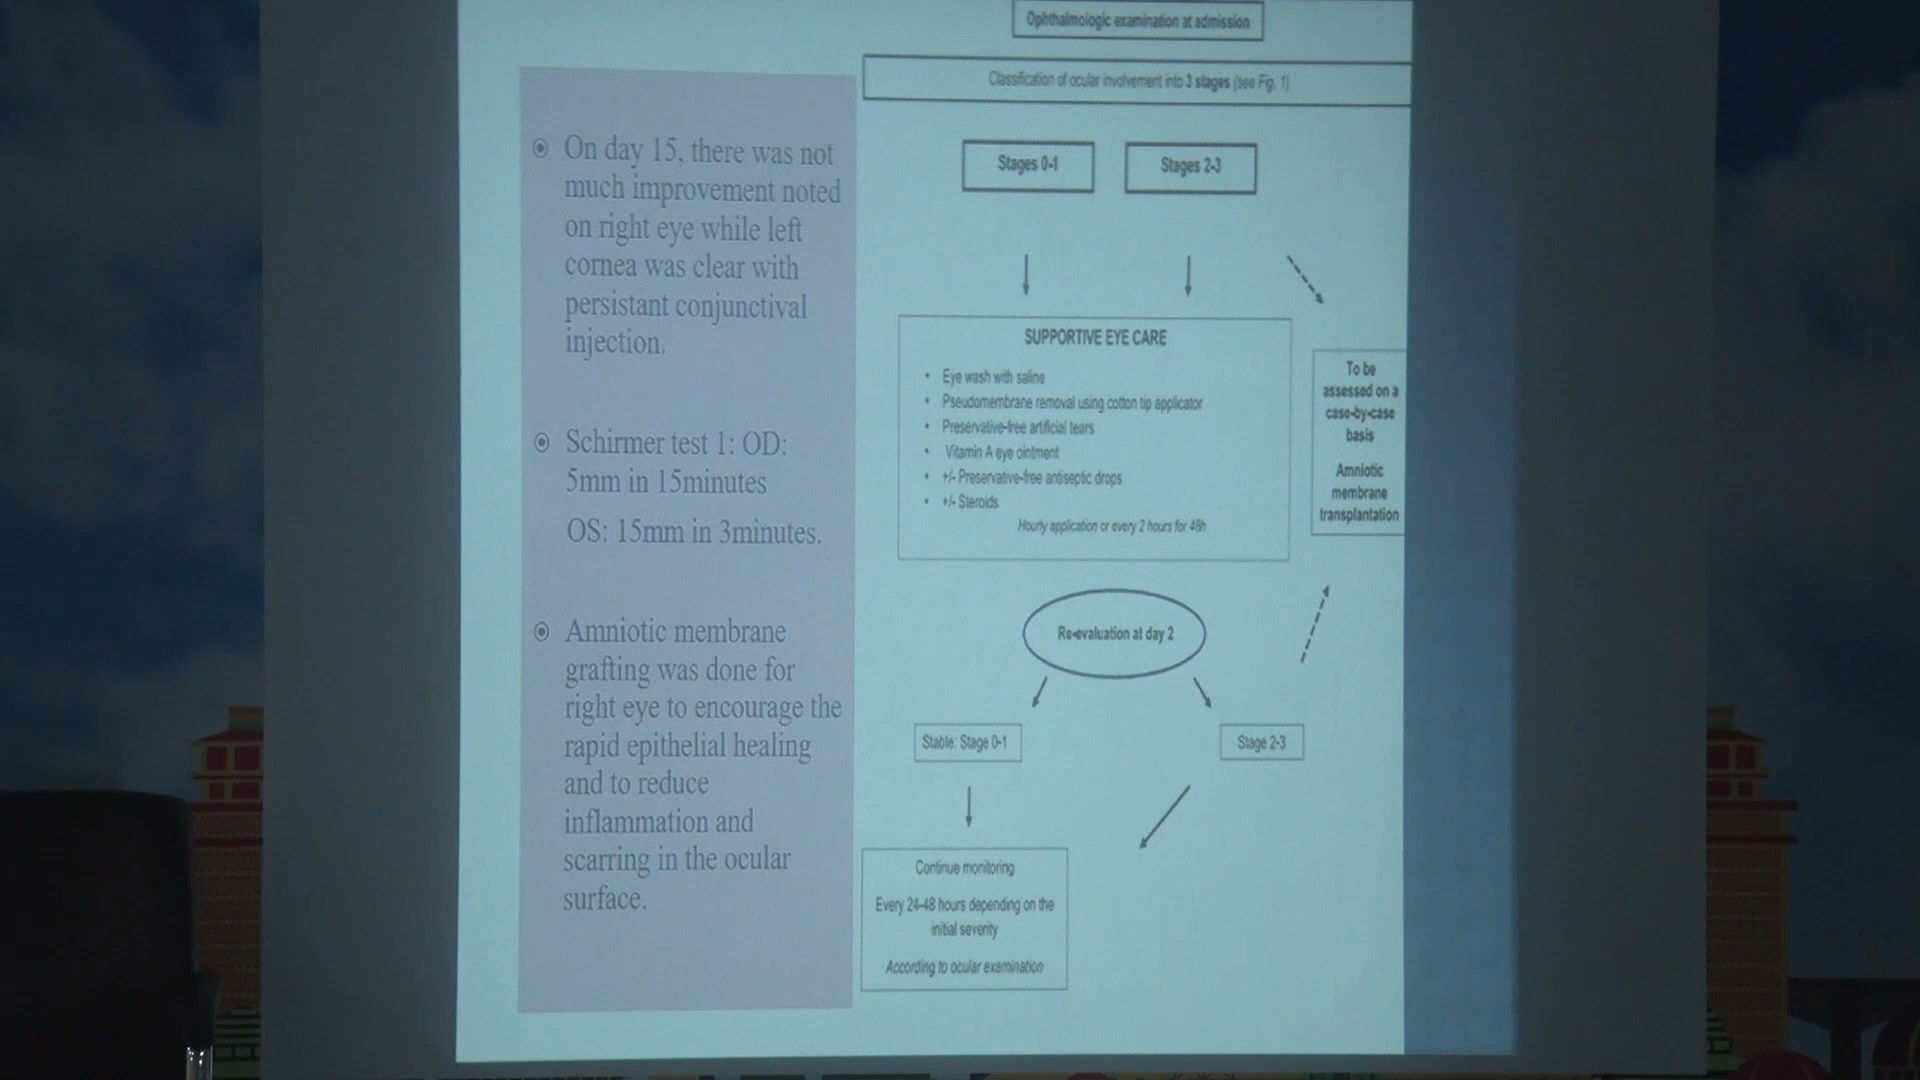 On day 15, there was not
much improvement noted
on right eye while left
cornea was clear with
persistant conjunctival
injection.
Schirmer test 1: OD:
5mm in 15minutes
OS: 15mm in 3minutes.
Amniotic membrane
grafting was done for
right eye to encourage the
rapid epithelial healing
and to reduce
inflammation and
scarring in the ocular
surface.
Ophthalmologic examination at admission
Classification of ocular involvement into 3 stages (see Fig. 1)
Stages 0-1
Stages 2-3
SUPPORTIVE EYE CARE
Eye wash with saline
Pseudomembrane removal using cotton tip applicator
Preservative-free artificial tears
Vitamin A eye ointment
+/- Preservative-free antiseptic drops
+/- Steroids
Hourly application or every 2 hours for 48h
To be
assessed on a
case-by-case
basis
Amniotic
membrane
transplantation
Re-evaluation at day 2
Stable: Stage 0-1
Stage 2-3
Continue monitoring
Every 24-48 hours depending on the
initial severity
According to ocular examination